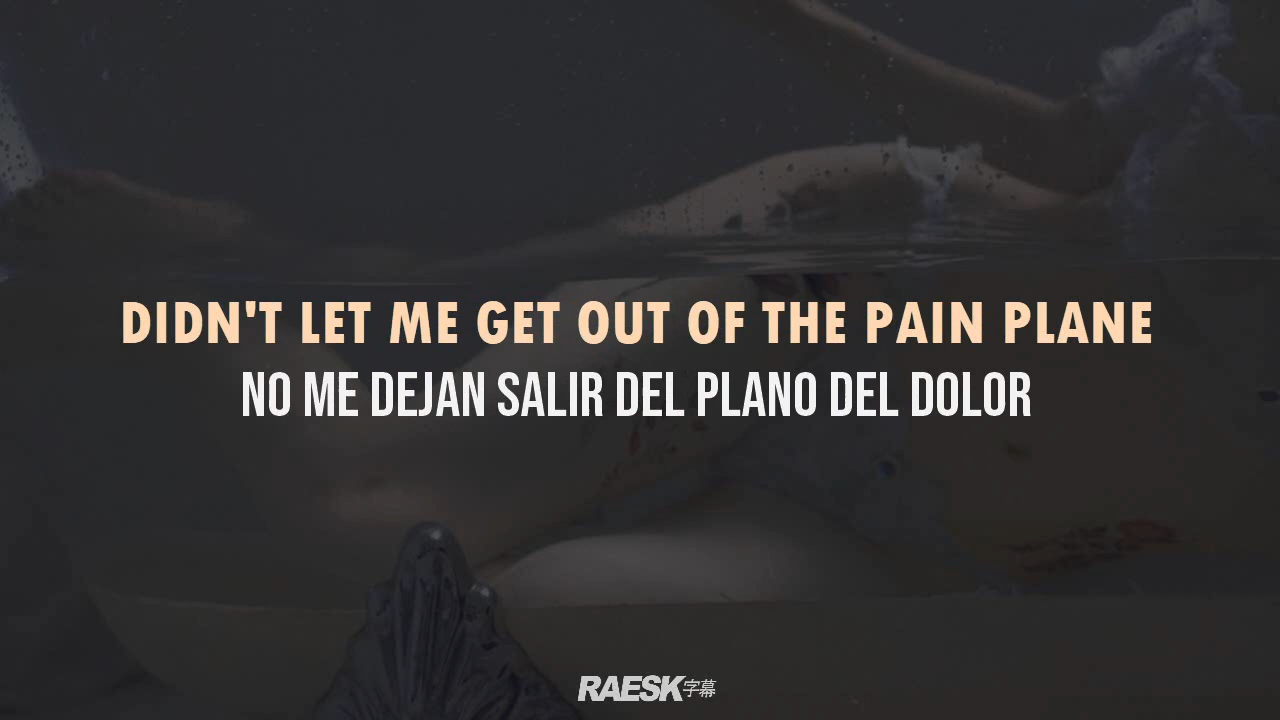 DIDN'T LET ME GET OUT OF THE PAIN PLANE
NO ME DEJAN SALIR DEL PLANO DEL DOLOR
RAESK字幕